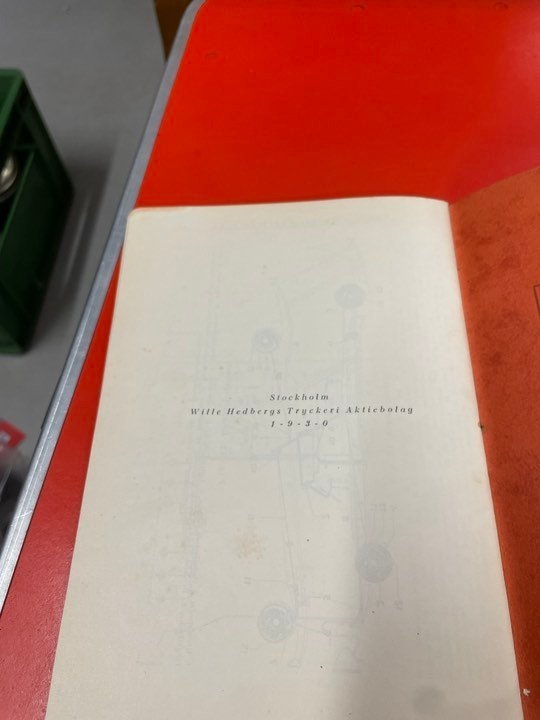 Stockholm
Wille Hedbergs Tryckeri Aktiebolag
1-9-3-0